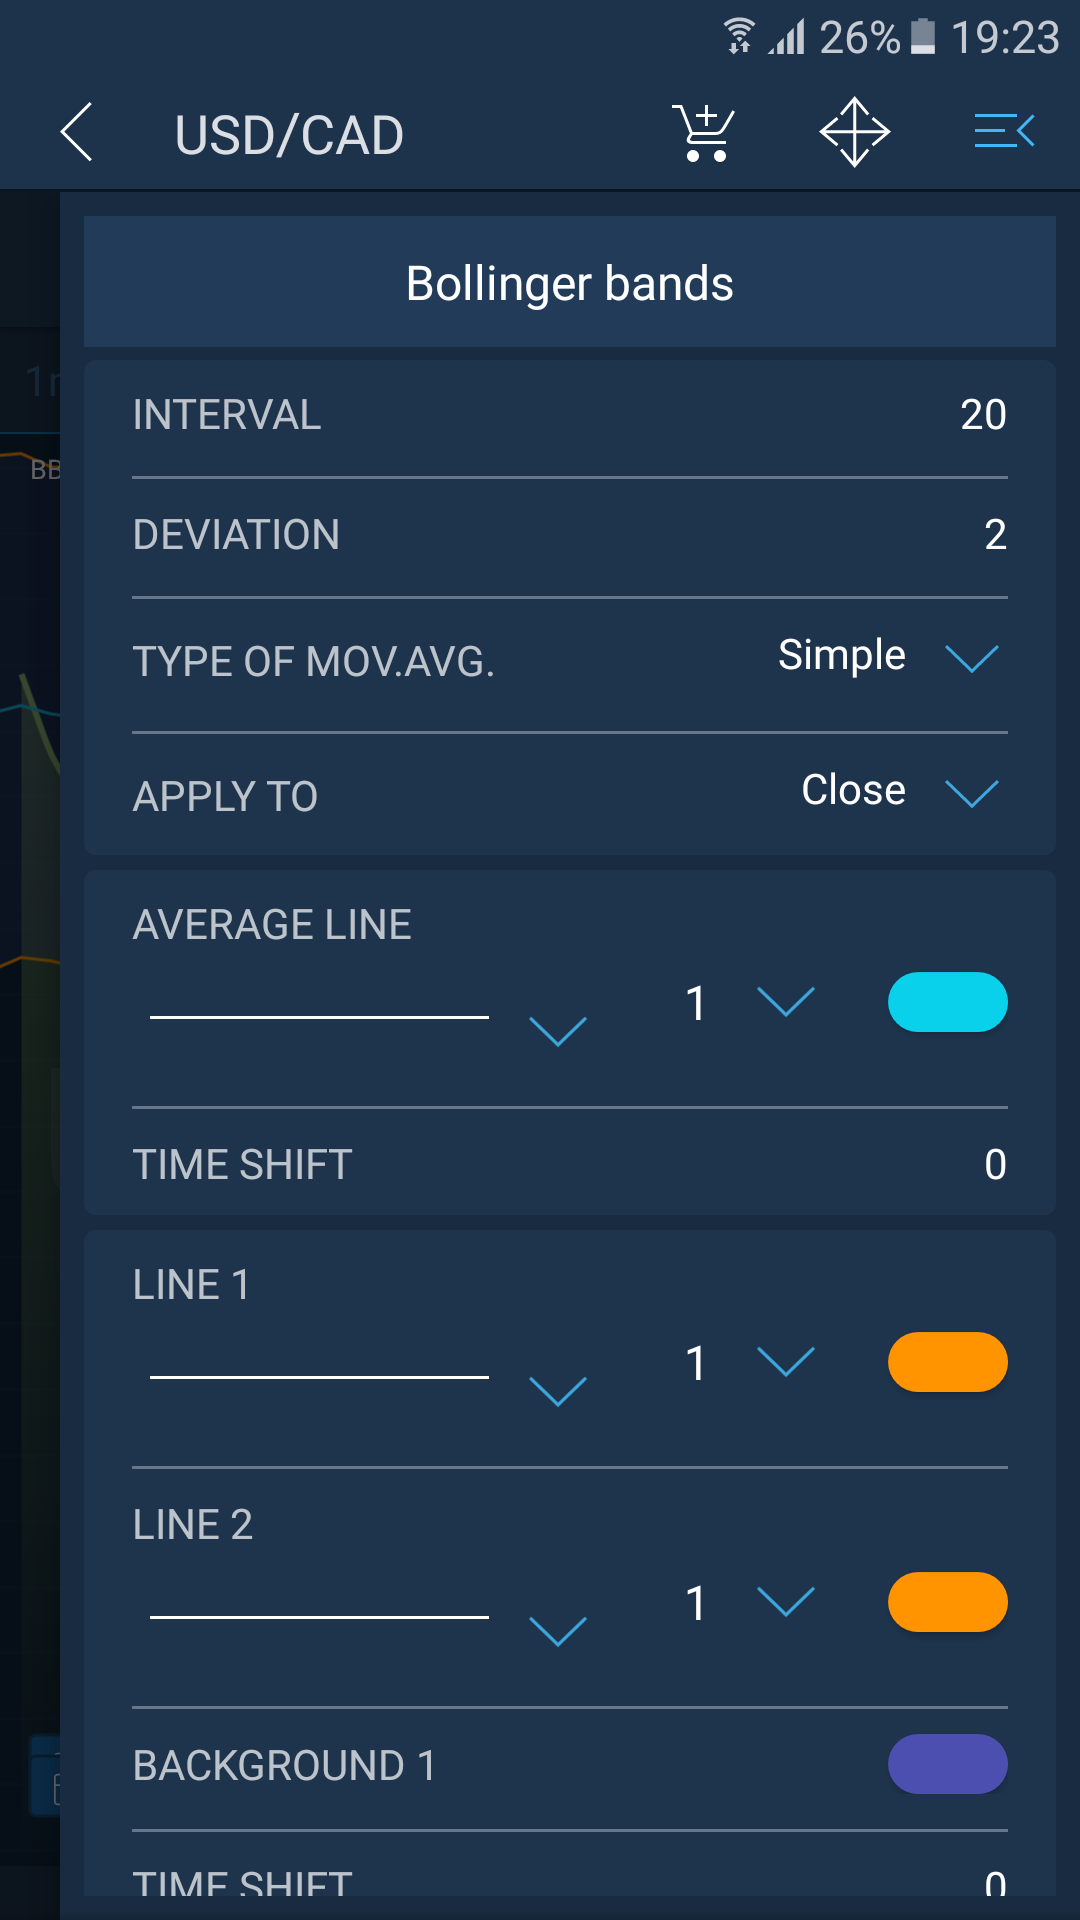 26% 19:23
USD/CAD
Bollinger bands
BB
INTERVAL 20
DEVIATION 2
TYPE OF MOV.AVG. Simple
APPLY TO Close
AVERAGE LINE
1
TIME SHIFT 0
LINE 1
1
LINE 2
1
BACKGROUND 1
TIME SHIFT 0